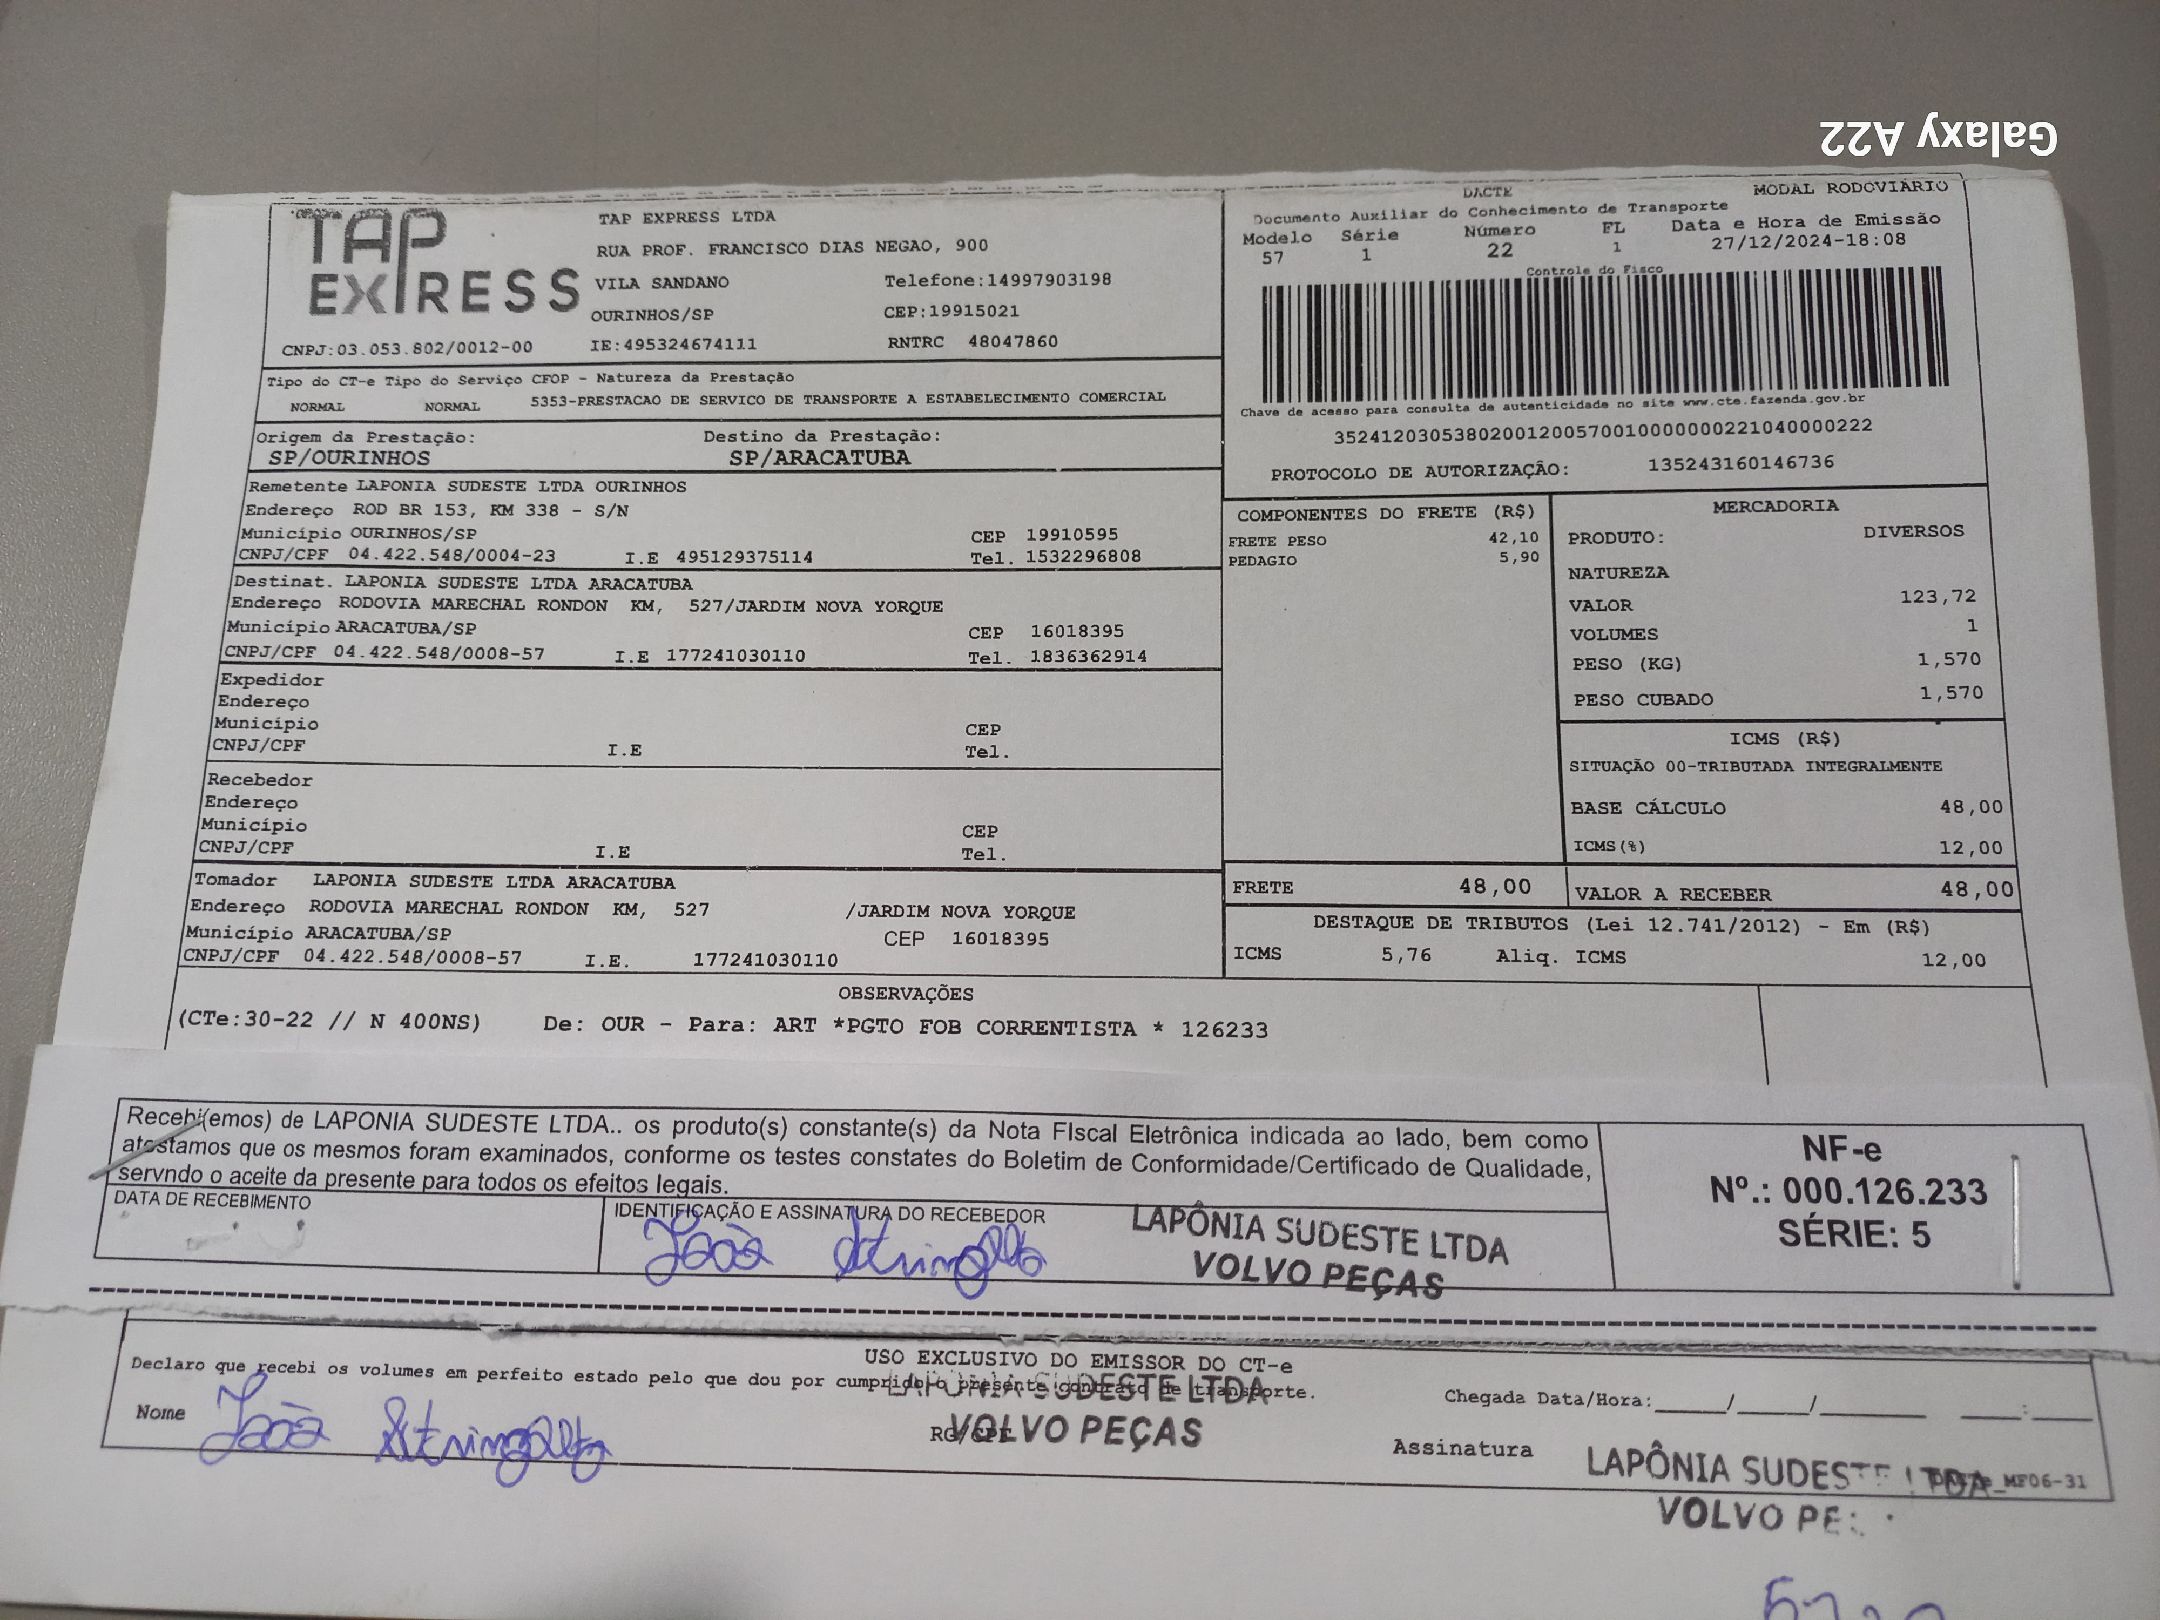 Galaxy A22
TAP
EXPRESS
TAP EXPRESS LTDA
RUA PROF. FRANCISCO DIAS NEGAO, 900
VILA SANDANO Telefone:14997903198
OURINHOS/SP CEP:19915021
CNPJ:03.053.802/0012-00 IE:495324674111 RNTRC 48047860
DACTE MODAL RODOVIÁRIO
Documento Auxiliar do Conhecimento de Transporte
Modelo Série Número FL Data e Hora de Emissão
57 1 22 1 27/12/2024-18:08
Controle do Fisco
Chave de acesso para consulta de autenticidade no site www.cte.fazenda.gov.br
35241203053802001200570010000000221040000222
PROTOCOLO DE AUTORIZAÇÃO: 135243160146736
Tipo do CT-e Tipo do Serviço CFOP - Natureza da Prestação
NORMAL NORMAL 5353-PRESTACAO DE SERVICO DE TRANSPORTE A ESTABELECIMENTO COMERCIAL
Origem da Prestação: Destino da Prestação:
SP/OURINHOS SP/ARACATUBA
Remetente LAPONIA SUDESTE LTDA OURINHOS
Endereço ROD BR 153, KM 338 - S/N
Município OURINHOS/SP CEP 19910595
CNPJ/CPF 04.422.548/0004-23 I.E 495129375114 Tel. 1532296808
Destinat. LAPONIA SUDESTE LTDA ARACATUBA
Endereço RODOVIA MARECHAL RONDON KM, 527/JARDIM NOVA YORQUE
Município ARACATUBA/SP CEP 16018395
CNPJ/CPF 04.422.548/0008-57 I.E 177241030110 Tel. 1836362914
Expedidor
Endereço
Município CEP
CNPJ/CPF I.E Tel.
Recebedor
Endereço
Município CEP
CNPJ/CPF I.E Tel.
Tomador LAPONIA SUDESTE LTDA ARACATUBA
Endereço RODOVIA MARECHAL RONDON KM, 527 /JARDIM NOVA YORQUE
Município ARACATUBA/SP CEP 16018395
CNPJ/CPF 04.422.548/0008-57 I.E. 177241030110
COMPONENTES DO FRETE (R$)
FRETE PESO 42,10
PEDAGIO 5,90
MERCADORIA
PRODUTO: DIVERSOS
NATUREZA
VALOR 123,72
VOLUMES 1
PESO (KG) 1,570
PESO CUBADO 1,570
ICMS (R$)
SITUAÇÃO 00-TRIBUTADA INTEGRALMENTE
BASE CÁLCULO 48,00
ICMS(%) 12,00
FRETE 48,00 VALOR A RECEBER 48,00
DESTAQUE DE TRIBUTOS (Lei 12.741/2012) - Em (R$)
ICMS 5,76 Aliq. ICMS 12,00
OBSERVAÇÕES
(CTe:30-22 // N 400NS) De: OUR - Para: ART *PGTO FOB CORRENTISTA * 126233
Recebi(emos) de LAPONIA SUDESTE LTDA.. os produto(s) constante(s) da Nota FIscal Eletrônica indicada ao lado, bem como
atestamos que os mesmos foram examinados, conforme os testes constates do Boletim de Conformidade/Certificado de Qualidade,
servndo o aceite da presente para todos os efeitos legais.
DATA DE RECEBIMENTO IDENTIFICAÇÃO E ASSINATURA DO RECEBEDOR
João
LAPÔNIA SUDESTE LTDA
VOLVO PEÇAS
NF-e
Nº.: 000.126.233
SÉRIE: 5
USO EXCLUSIVO DO EMISSOR DO CT-e
Declaro que recebi os volumes em perfeito estado pelo que dou por cumprido o presente contrato de transporte.
LAPÔNIA SUDESTE LTDA
VOLVO PEÇAS
Chegada Data/Hora:____/____/______ ____:____
Nome João RG/CPF Assinatura
LAPÔNIA SUDESTE LTDA
MF06-31